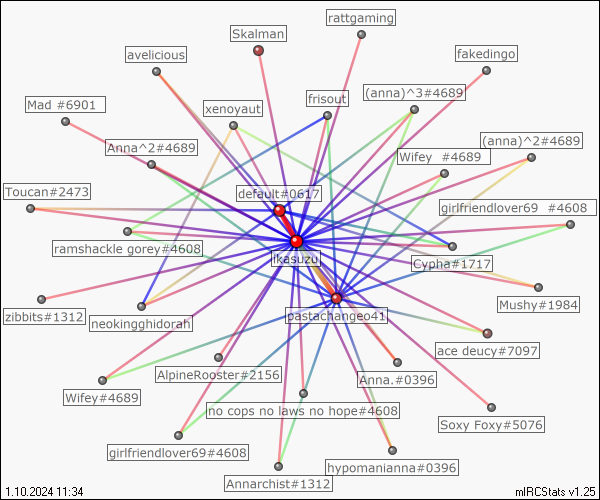 rattgaming
Skalman
avelicious
fakedingo
(anna)^3#4689
frisout
Mad #6901
xenoyaut
(anna)^2#4689
Anna^2#4689
Wifey #4689
Toucan#2473
default#0617
girlfriendlover69 #4608
ramshackle gorey#4608
ikasuzu
Cypha#1717
Mushy#1984
zibbits#1312
neokingghidorah
pastachangeo41
ace deucy#7097
AlpineRooster#2156
Anna.#0396
Wifey#4689
no cops no laws no hope#4608
Soxy Foxy#5076
girlfriendlover69#4608
hypomanianna#0396
Annarchist#1312
1.10.2024 11:34
mIRCStats v1.25